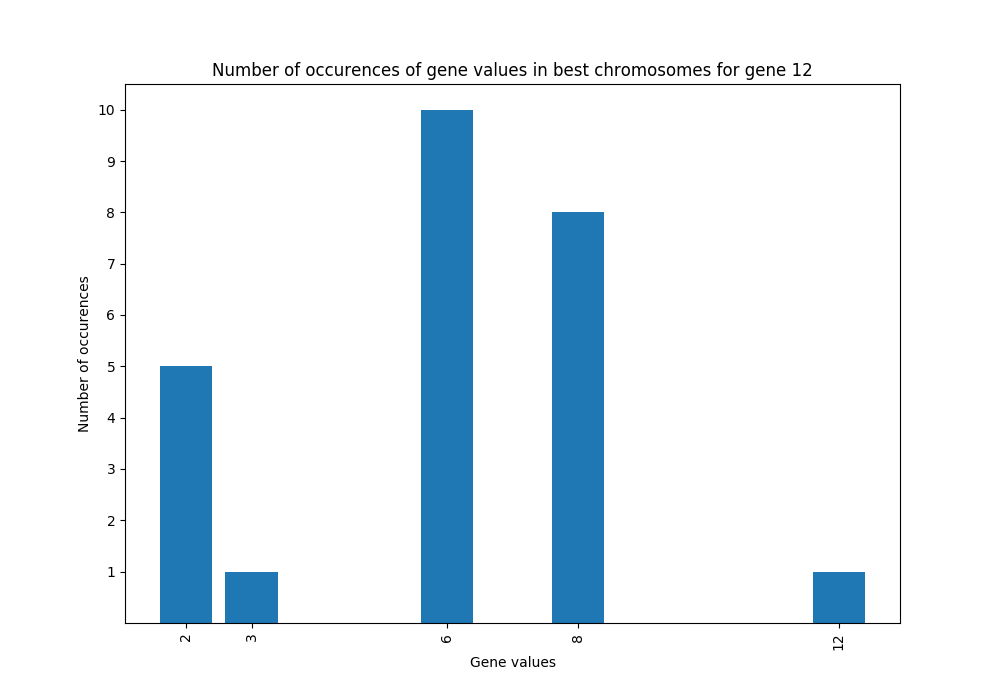 Number of occurences of gene values in best chromosomes for gene 12
Number of occurences
10
9
8
7
6
5
4
3
2
1
2 3 6 8 12
Gene values